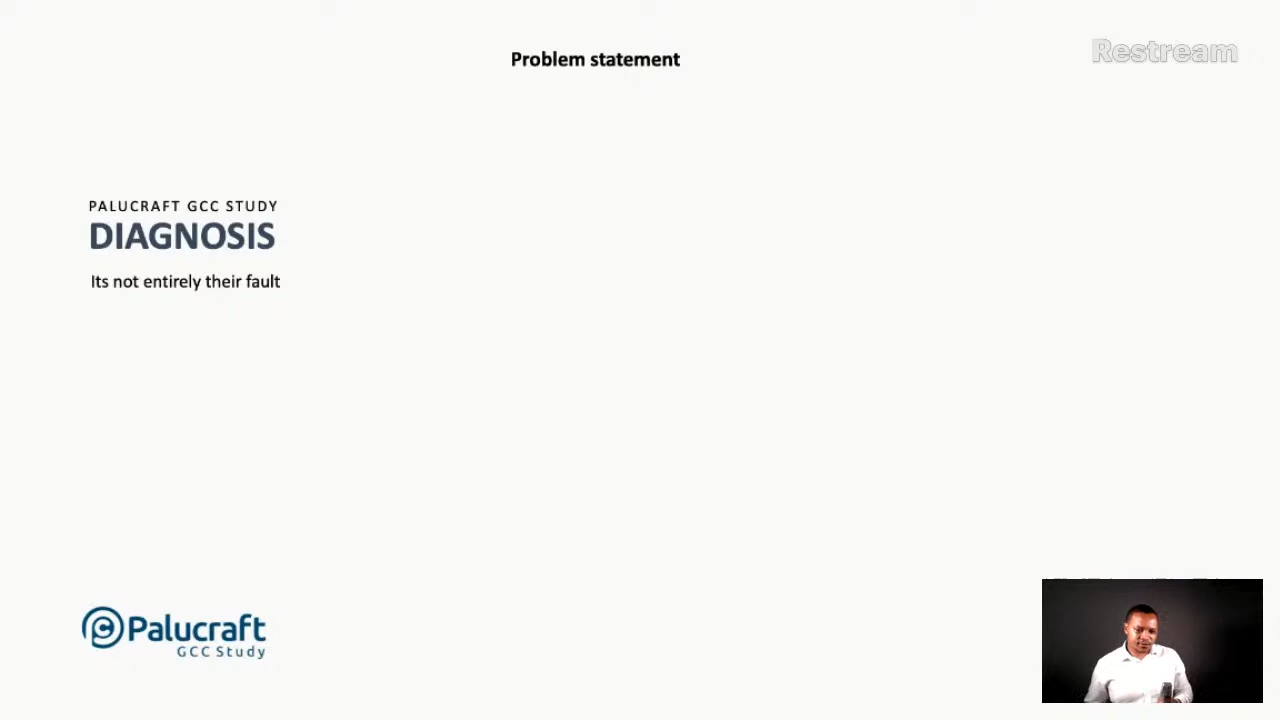 Problem statement
Restream
PALUCRAFT GCC STUDY
DIAGNOSIS
Its not entirely their fault
Palucraft
GCC Study